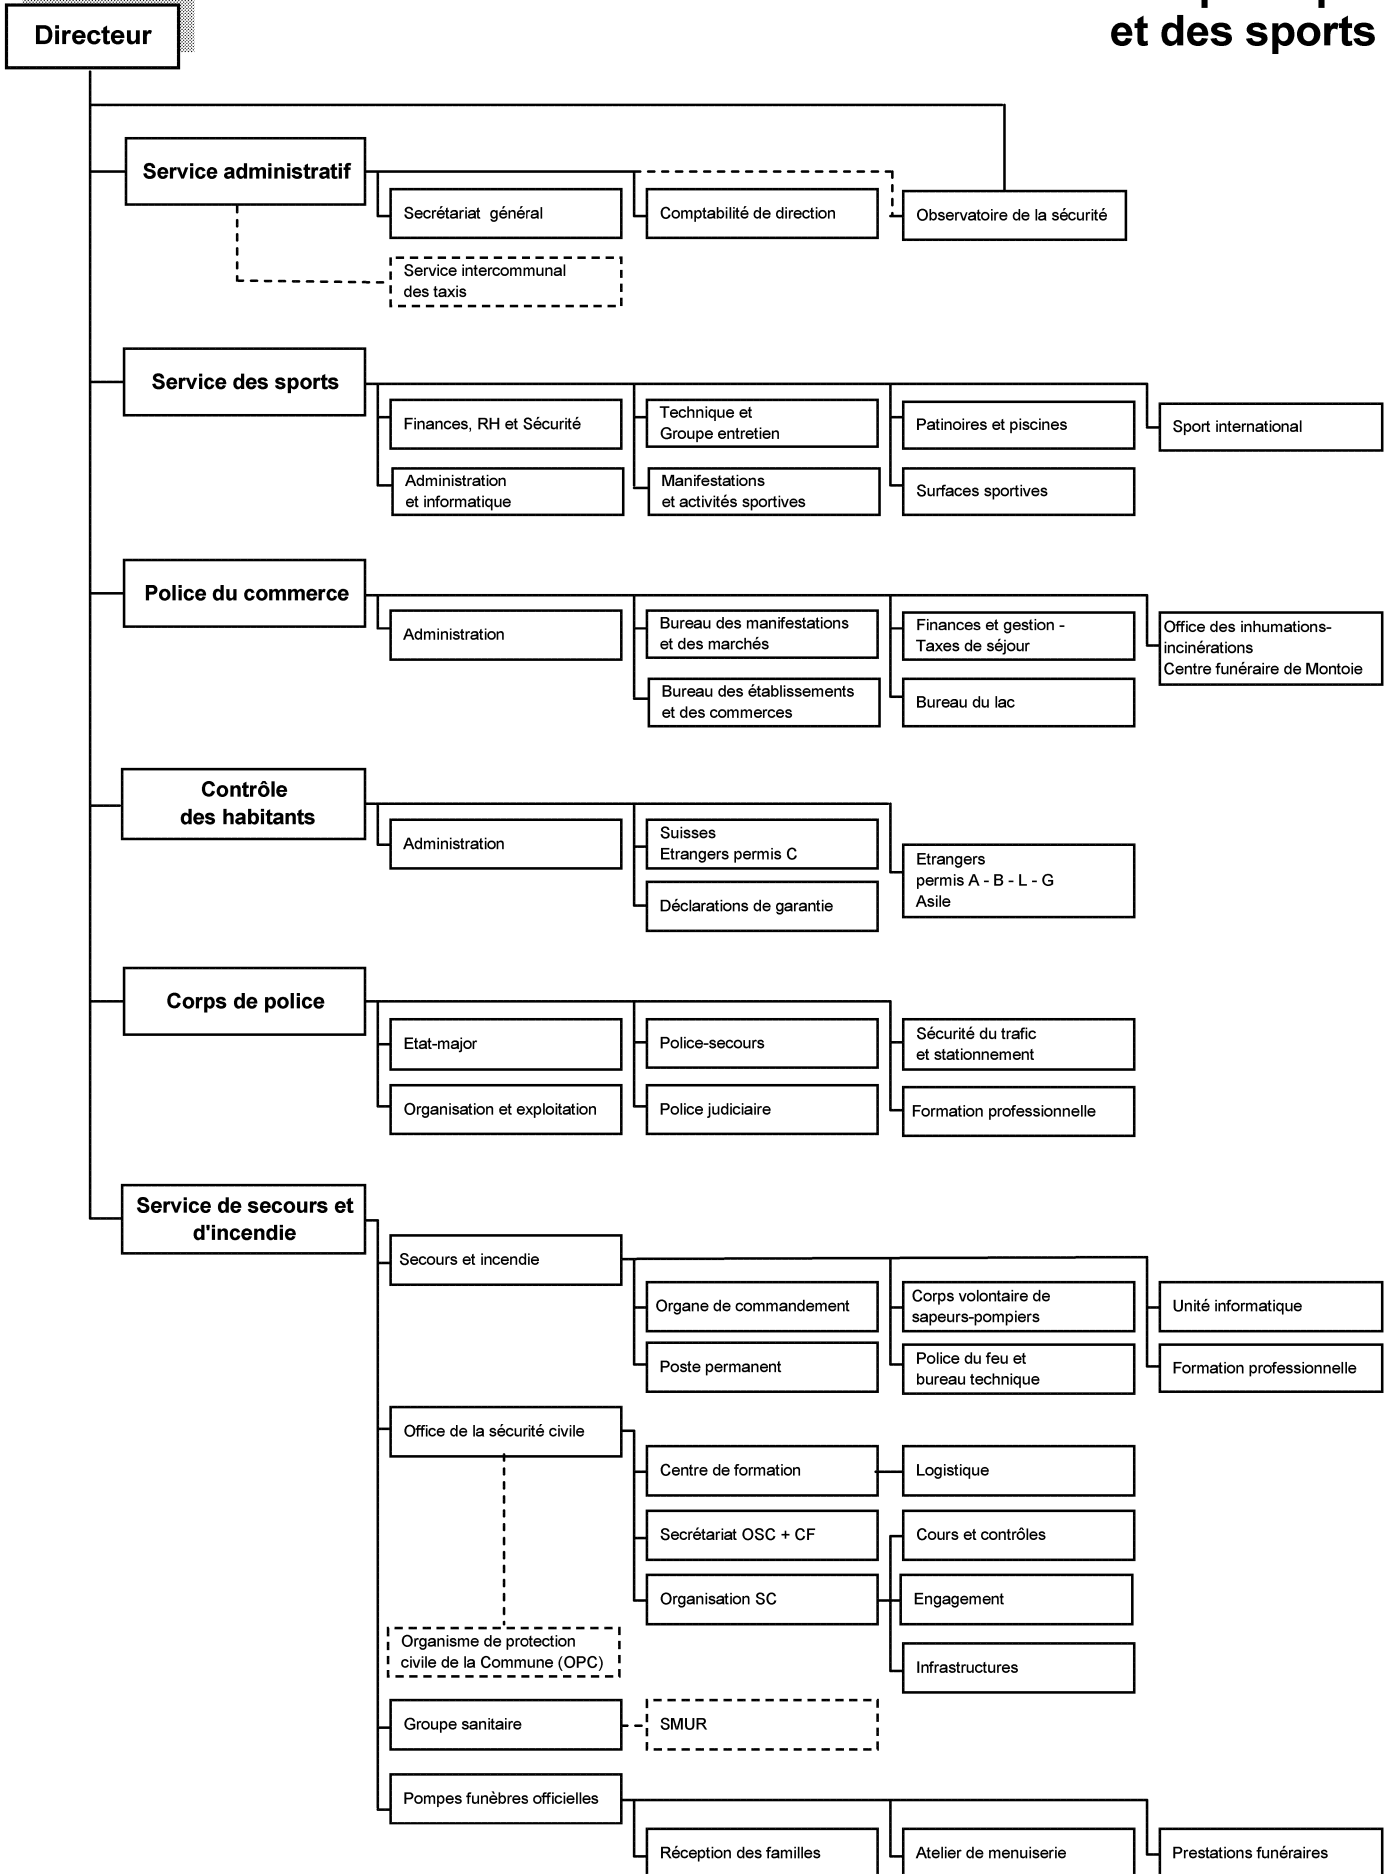 Directeur
et des sports
Service administratif
Secrétariat général
Comptabilité de direction
Observatoire de la sécurité
Service intercommunal
des taxis
Service des sports
Finances, RH et Sécurité
Technique et
Groupe entretien
Patinoires et piscines
Sport international
Administration
et informatique
Manifestations
et activités sportives
Surfaces sportives
Police du commerce
Administration
Bureau des manifestations
et des marchés
Finances et gestion -
Taxes de séjour
Office des inhumations-
incinérations
Centre funéraire de Montoie
Bureau des établissements
et des commerces
Bureau du lac
Contrôle
des habitants
Administration
Suisses
Etrangers permis C
Etrangers
permis A - B - L - G
Asile
Déclarations de garantie
Corps de police
Etat-major
Police-secours
Sécurité du trafic
et stationnement
Organisation et exploitation
Police judiciaire
Formation professionnelle
Service de secours et
d'incendie
Secours et incendie
Organe de commandement
Corps volontaire de
sapeurs-pompiers
Unité informatique
Poste permanent
Police du feu et
bureau technique
Formation professionnelle
Office de la sécurité civile
Centre de formation
Logistique
Secrétariat OSC + CF
Cours et contrôles
Organisation SC
Engagement
Organisme de protection
civile de la Commune (OPC)
Infrastructures
Groupe sanitaire
SMUR
Pompes funèbres officielles
Réception des familles
Atelier de menuiserie
Prestations funéraires